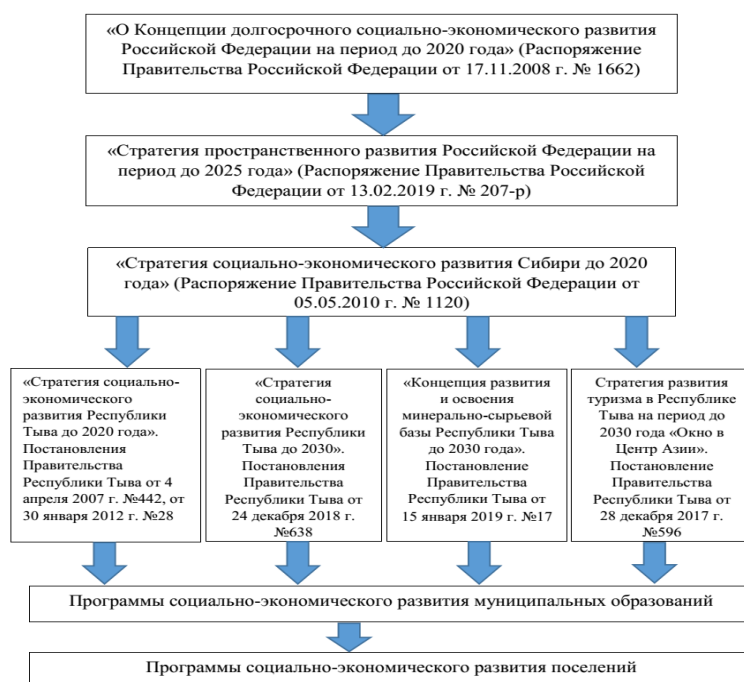 «О Концепции долгосрочного социально-экономического развития
Российской Федерации на период до 2020 года» (Распоряжение
Правительства Российской Федерации от 17.11.2008 г. № 1662)
«Стратегия пространственного развития Российской Федерации на
период до 2025 года» (Распоряжение Правительства Российской
Федерации от 13.02.2019 г. № 207-р)
«Стратегия социально-экономического развития Сибири до 2020
года» (Распоряжение Правительства Российской Федерации от
05.05.2010 г. № 1120)
«Стратегия социально-
экономического
развития Республики
Тыва до 2020 года».
Постановления
Правительства
Республики Тыва от 4
апреля 2007 г. №442, от
30 января 2012 г. №28
«Стратегия
социально-
экономического
развития Республики
Тыва до 2030».
Постановления
Правительства
Республики Тыва от
24 декабря 2018 г.
№638
«Концепция развития
и освоения
минерально-сырьевой
базы Республики Тыва
до 2030 года».
Постановление
Правительства
Республики Тыва от
15 января 2019 г. №17
Стратегия развития
туризма в Республике
Тыва на период до
2030 года «Окно в
Центр Азии».
Постановление
Правительства
Республики Тыва от
28 декабря 2017 г.
№596
Программы социально-экономического развития муниципальных образований
Программы социально-экономического развития поселений